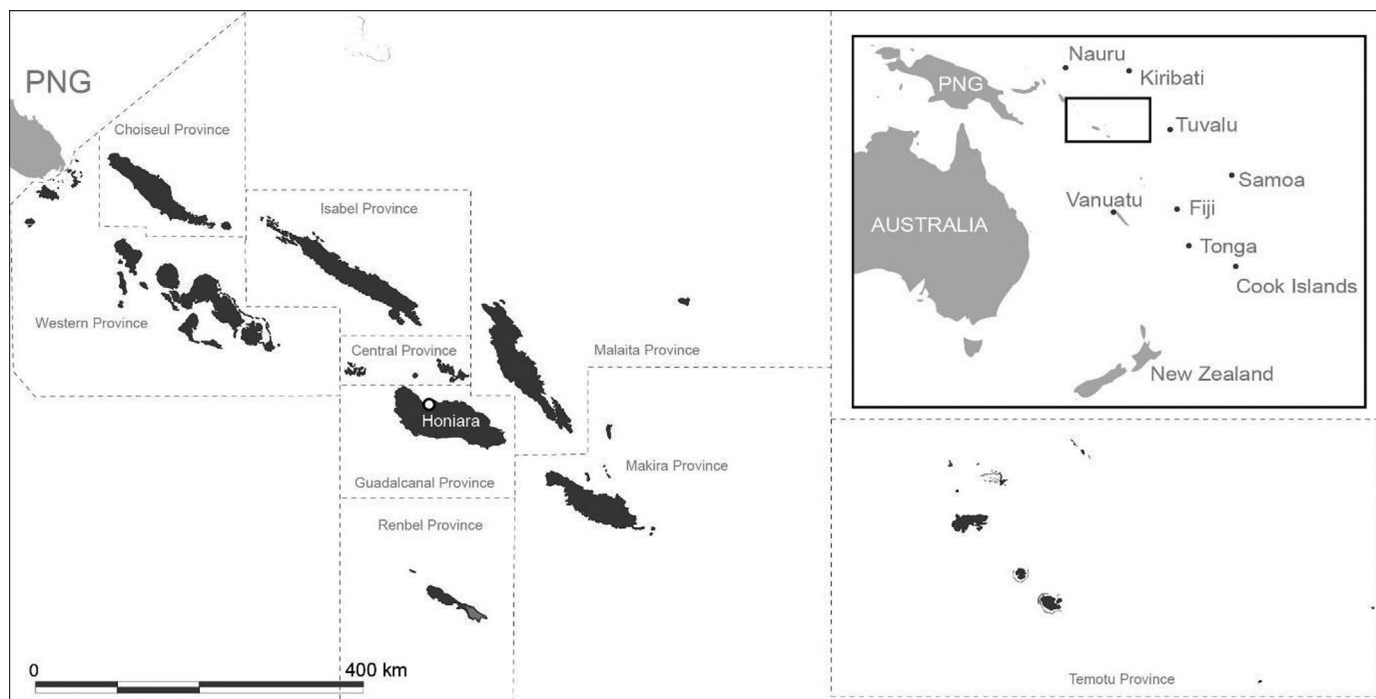 PNG
Choiseul Province
Isabel Province
Western Province
Central Province
Malaita Province
Honiara
Guadalcanal Province
Makira Province
Renbel Province
Temotu Province
0
400 km
Nauru
Kiribati
PNG
Tuvalu
Samoa
Vanuatu
Fiji
AUSTRALIA
Tonga
Cook Islands
New Zealand